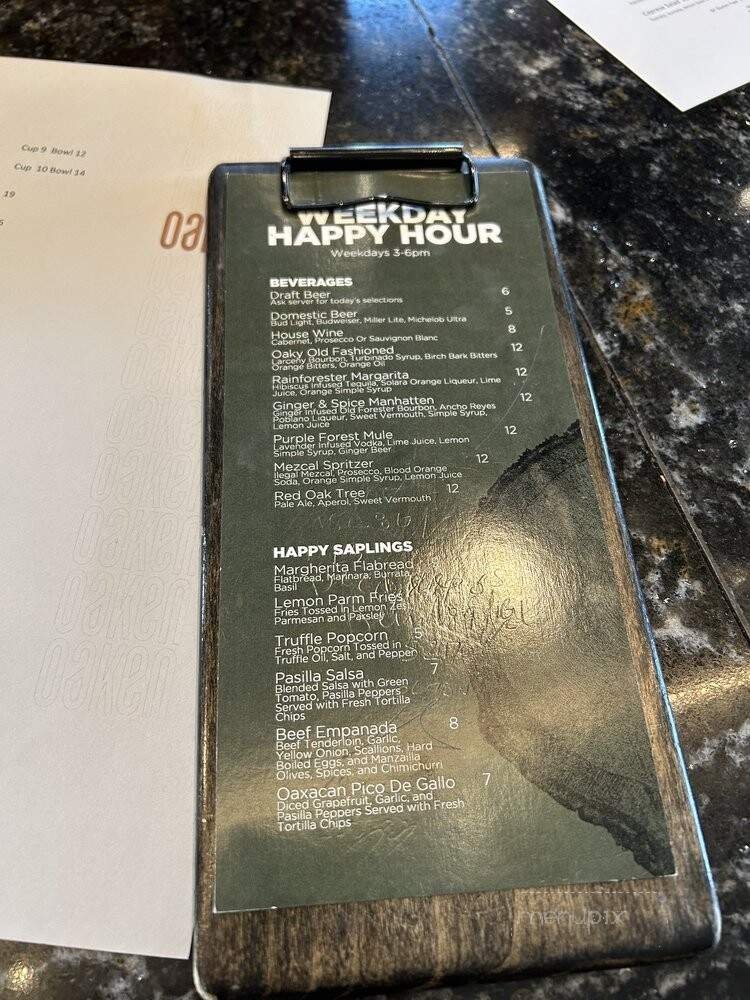 Cup 9 Bowl 12
Cup 10 Bowl 14
19
WEEKDAY
HAPPY HOUR
Weekdays 3-6pm
BEVERAGES
Draft Beer 6
Ask server for today's selections
Domestic Beer 5
Bud Light, Budweiser, Miller Lite, Michelob Ultra
House Wine 8
Cabernet, Prosecco Or Sauvignon Blanc
Oaky Old Fashioned 12
Larceny Bourbon, Turbinado Syrup, Birch Bark Bitters
Orange Bitters, Orange Oil
Rainforester Margarita 12
Hibiscus Infused Tequila, Solara Orange Liqueur, Lime
Juice, Orange Simple Syrup
Ginger & Spice Manhatten 12
Ginger Infused Old Forester Bourbon, Ancho Reyes
Poblano Liqueur, Sweet Vermouth, Simple Syrup,
Lemon Juice
Purple Forest Mule 12
Lavender Infused Vodka, Lime Juice, Lemon
Simple Syrup, Ginger Beer
Mezcal Spritzer 12
Ilegal Mezcal, Prosecco, Blood Orange
Soda, Orange Simple Syrup, Lemon Juice
Red Oak Tree 12
Pale Ale, Aperol, Sweet Vermouth
HAPPY SAPLINGS
Margherita Flabread
Flatbread, Marinara, Burrata,
Basil
Lemon Parm Fries
Fries Tossed in Lemon Zest
Parmesan and Parsley
Truffle Popcorn 5
Fresh Popcorn Tossed in
Truffle Oil, Salt, and Pepper
Pasilla Salsa 7
Blended Salsa with Green
Tomato, Pasilla Peppers
Served with Fresh Tortilla
Chips
Beef Empanada 8
Beef Tenderloin, Garlic,
Yellow Onion, Scallions, Hard
Boiled Eggs, and Manzailla
Olives, Spices, and Chimichurri
Oaxacan Pico De Gallo 7
Diced Grapefruit, Garlic, and
Pasilla Peppers Served with Fresh
Tortilla Chips
menupix